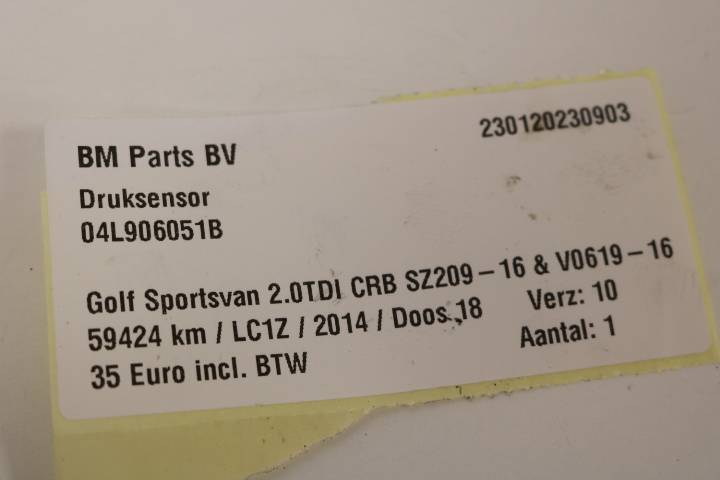 BM Parts BV
230120230903
Druksensor
04L906051B
Golf Sportsvan 2.0TDI CRB SZ209-16 & V0619-16
59424 km / LC1Z / 2014 / Doos 18 Verz: 10
35 Euro incl. BTW Aantal: 1